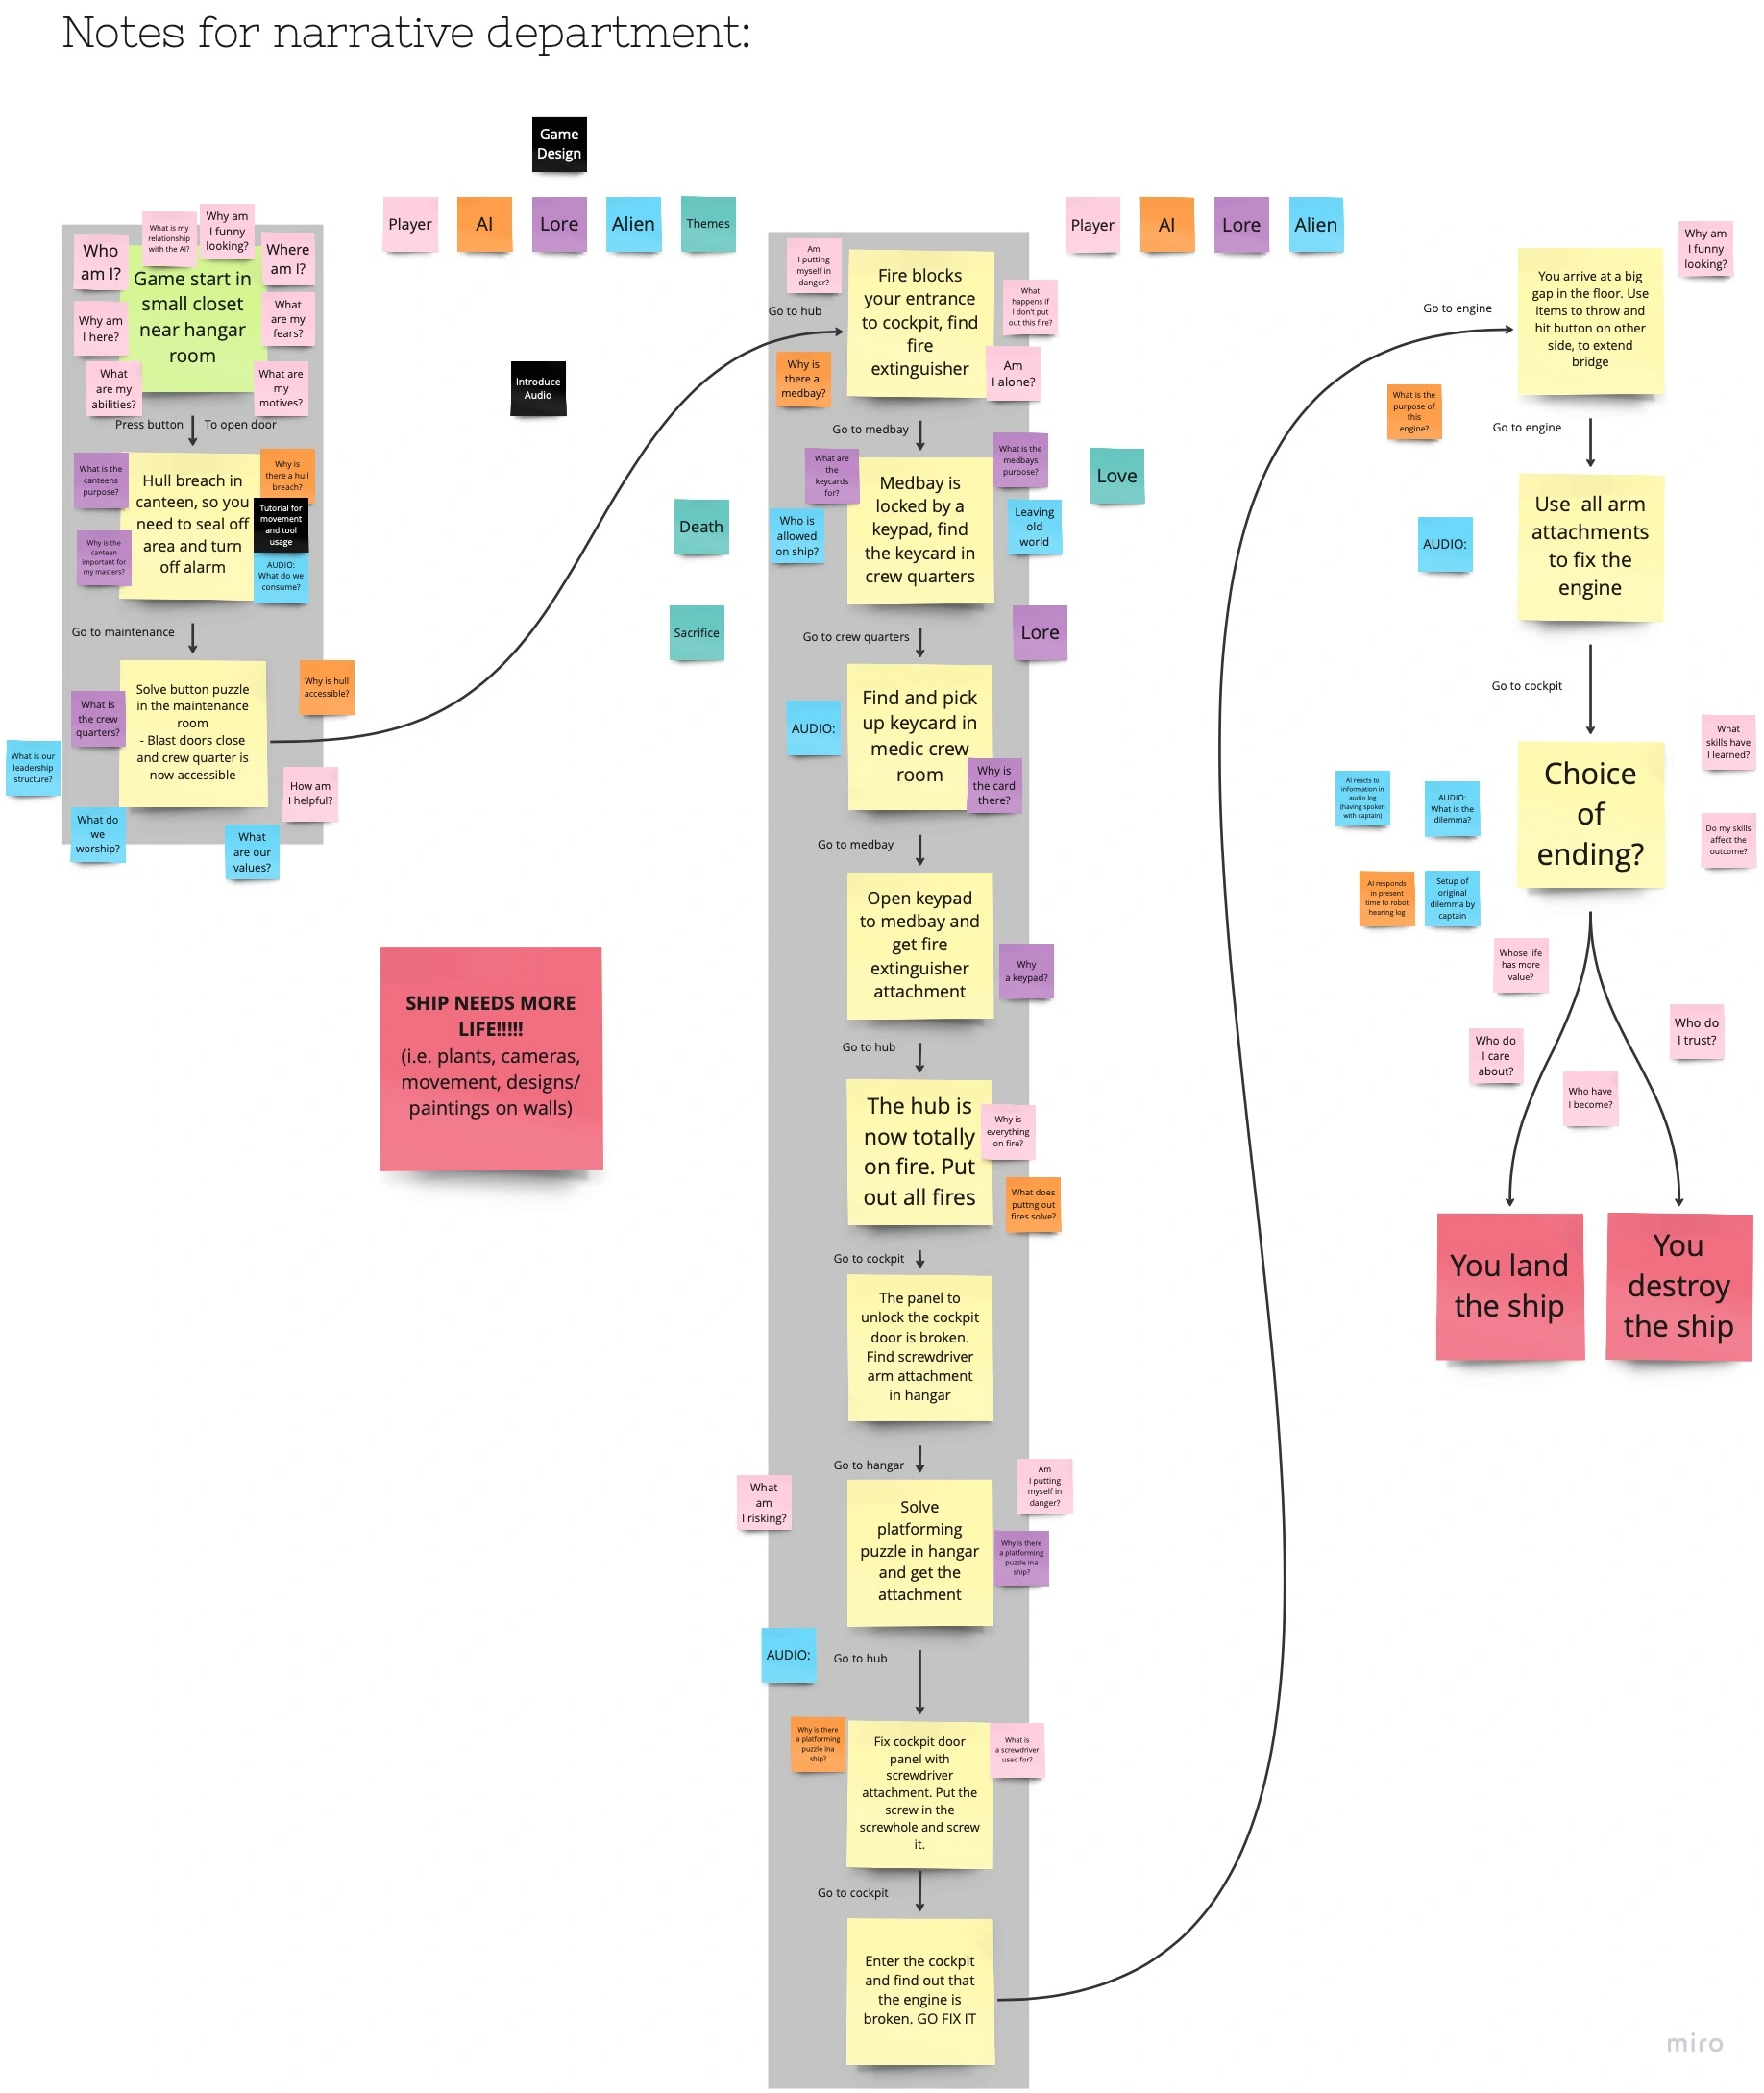 Notes for narrative department:
Game
Design
Player
AI
Lore
Alien
Themes
Introduce
Audio
What is my
relationship
with the AI?
Why am
I funny
looking?
Who
am I?
Where
am I?
Game start in
small closet
near hangar
room
Why am
I here?
What
are my
fears?
What
are my
abilities?
What are
my
motives?
Press button
To open door
What is the
canteens
purpose?
Why is
there a hull
breach?
Hull breach in
canteen, so you
need to seal off
area and turn
off alarm
Tutorial for
movement
and tool
usage
Why is the
canteen
important for
my masters?
AUDIO:
What do we
consume?
Go to maintenance
Solve button puzzle
in the maintenance
room
- Blast doors close
and crew quarter is
now accessible
Why is hull
accessible?
What is
the crew
quarters?
What is our
leadership
structure?
How am
I helpful?
What do
we
worship?
What
are our
values?
SHIP NEEDS MORE
LIFE!!!!!
(i.e. plants, cameras,
movement, designs/
paintings on walls)
Death
Sacrifice
Love
Go to hub
Am
I putting
myself in
danger?
Fire blocks
your entrance
to cockpit, find
fire
extinguisher
What
happens if
I don't put
out this fire?
Why is
there a
medbay?
Am
I alone?
Go to medbay
What are
the
keycards
for?
What is the
medbays
purpose?
Medbay is
locked by a
keypad, find
the keycard in
crew quarters
Who is
allowed
on ship?
Leaving
old
world
Go to crew quarters
Lore
Find and pick
up keycard in
medic crew
room
AUDIO:
Why is
the card
there?
Go to medbay
Open keypad
to medbay and
get fire
extinguisher
attachment
Why
a keypad?
Go to hub
The hub is
now totally
on fire. Put
out all fires
Why is
everything
on fire?
What does
puttng out
fires solve?
Go to cockpit
The panel to
unlock the cockpit
door is broken.
Find screwdriver
arm attachment
in hangar
Go to hangar
What
am
I risking?
Am
I putting
myself in
danger?
Solve
platforming
puzzle in hangar
and get the
attachment
Why is there
a platforming
puzzle ina
ship?
AUDIO:
Go to hub
Why is there
a platforming
puzzle ina
ship?
Fix cockpit door
panel with
screwdriver
attachment. Put the
screw in the
screwhole and screw
it.
What is
a screwdriver
used for?
Go to cockpit
Enter the cockpit
and find out that
the engine is
broken. GO FIX IT
Player
AI
Lore
Alien
Go to engine
You arrive at a big
gap in the floor. Use
items to throw and
hit button on other
side, to extend
bridge
Why am
I funny
looking?
What is the
purpose of
this
engine?
Go to engine
AUDIO:
Use  all arm
attachments
to fix the
engine
Go to cockpit
Choice
of
ending?
What
skills have
I learned?
AI reacts to
information in
audio log
(having spoken
with captain)
AUDIO:
What is the
dilemma?
Do my skills
affect the
outcome?
AI responds
in present
time to robot
hearing log
Setup of
original
dilemma by
captain
Whose life
has more
value?
Who do
I care
about?
Who do
I trust?
Who have
I become?
You land
the ship
You
destroy
the ship
miro